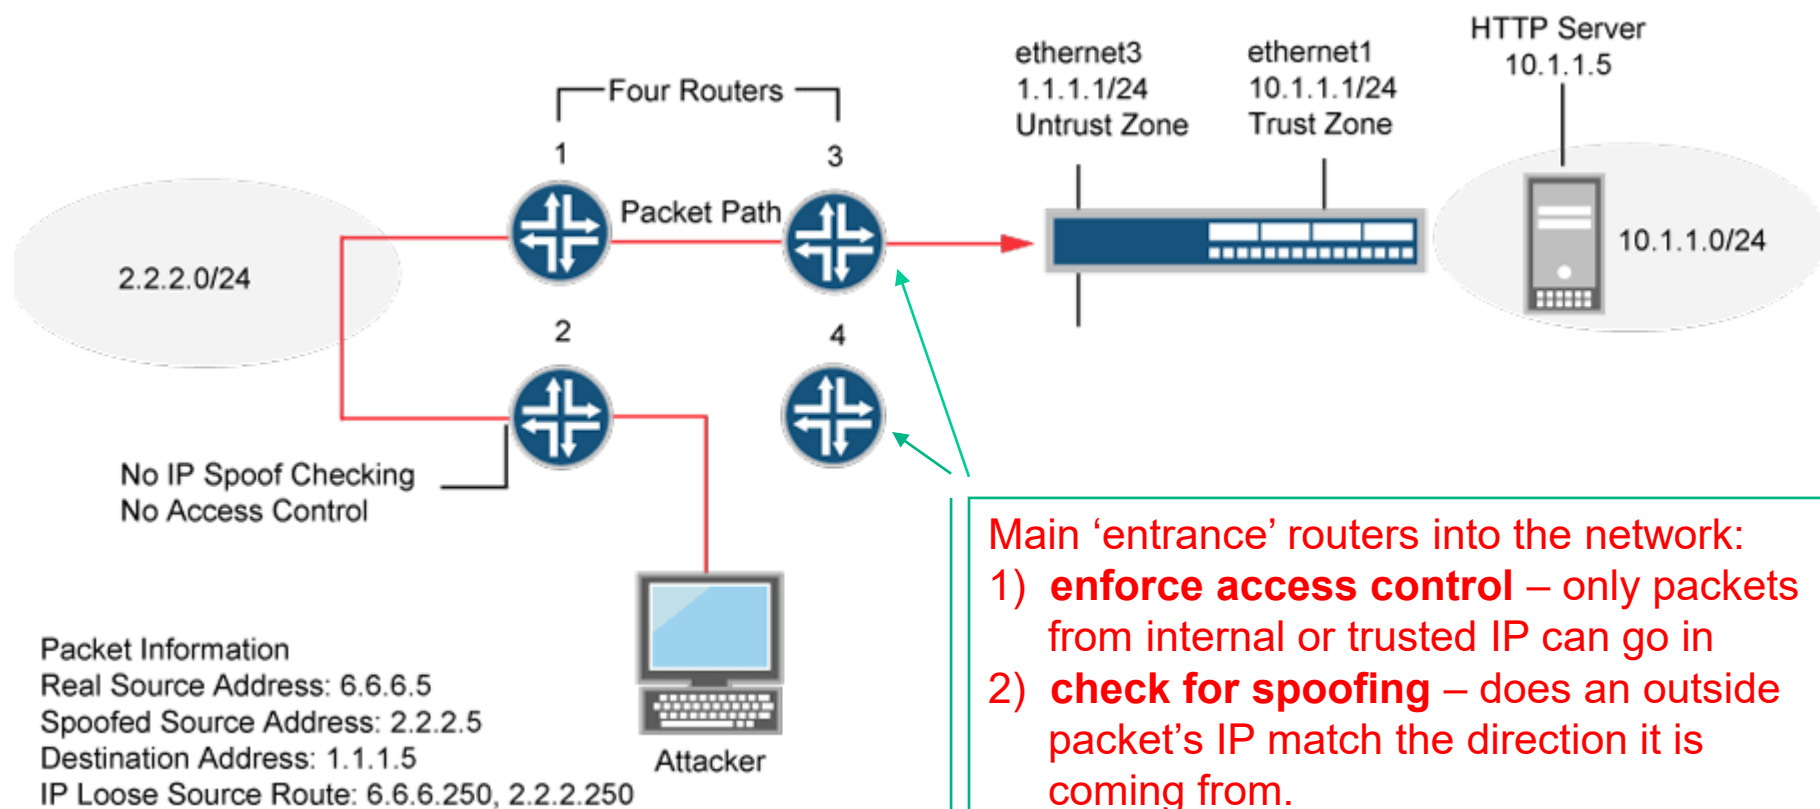 HTTP Server
10.1.1.5
ethernet3
1.1.1.1/24
Untrust Zone
ethernet1
10.1.1.1/24
Trust Zone
Four Routers
1
3
Packet Path
2.2.2.0/24
10.1.1.0/24
2
4
No IP Spoof Checking
No Access Control
Attacker
Packet Information
Real Source Address: 6.6.6.5
Spoofed Source Address: 2.2.2.5
Destination Address: 1.1.1.5
IP Loose Source Route: 6.6.6.250, 2.2.2.250
Main ‘entrance’ routers into the network:
1) enforce access control – only packets
from internal or trusted IP can go in
2) check for spoofing – does an outside
packet’s IP match the direction it is
coming from.